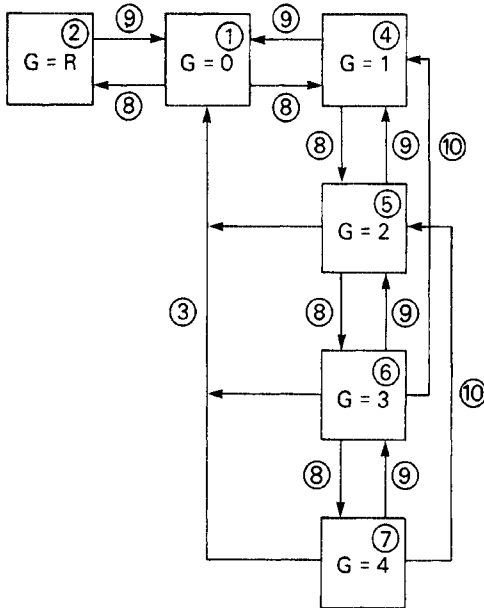 ⑨ ⑨
② ① ④
G = R G = 0 G = 1
⑧ ⑧
⑧ ⑨ ⑩
⑤
G = 2
③ ⑧ ⑨
⑥
G = 3 ⑩
⑧ ⑨
⑦
G = 4